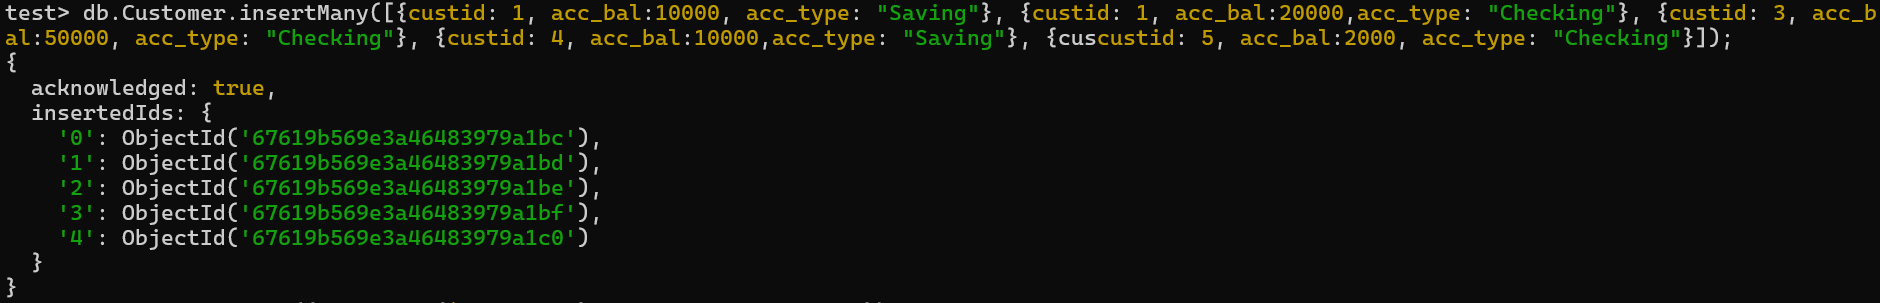 test> db.Customer.insertMany([{custid: 1, acc_bal:10000, acc_type: "Saving"}, {custid: 1, acc_bal:20000,acc_type: "Checking"}, {custid: 3, acc_b
al:50000, acc_type: "Checking"}, {custid: 4, acc_bal:10000,acc_type: "Saving"}, {cuscustid: 5, acc_bal:2000, acc_type: "Checking"}]);
{
  acknowledged: true,
  insertedIds: {
    '0': ObjectId('67619b569e3a46483979a1bc'),
    '1': ObjectId('67619b569e3a46483979a1bd'),
    '2': ObjectId('67619b569e3a46483979a1be'),
    '3': ObjectId('67619b569e3a46483979a1bf'),
    '4': ObjectId('67619b569e3a46483979a1c0')
  }
}